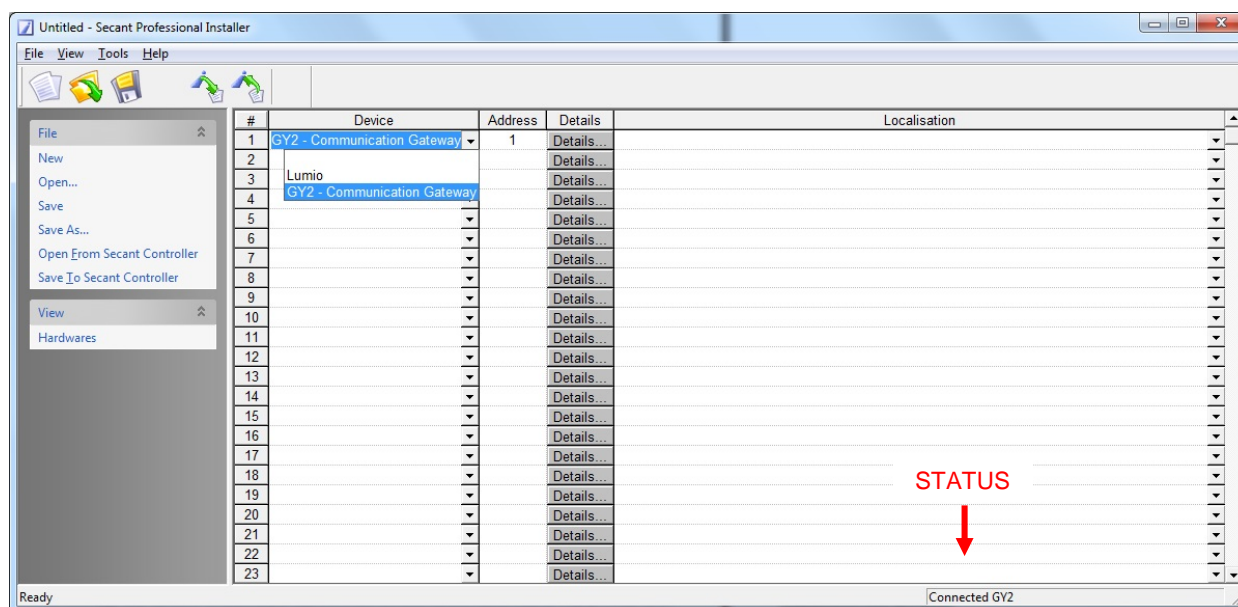 Untitled - Secant Professional Installer
File View Tools Help
# Device Address Details Localisation
File
New
Open...
Save
Save As...
Open From Secant Controller
Save To Secant Controller
View
Hardwares
1 GY2 - Communication Gateway 1 Details...
2 Details...
3 Lumio Details...
4 GY2 - Communication Gateway Details...
5 Details...
6 Details...
7 Details...
8 Details...
9 Details...
10 Details...
11 Details...
12 Details...
13 Details...
14 Details...
15 Details...
16 Details...
17 Details...
18 Details...
19 Details...
20 Details...
21 Details...
22 Details...
23 Details...
STATUS
Ready Connected GY2